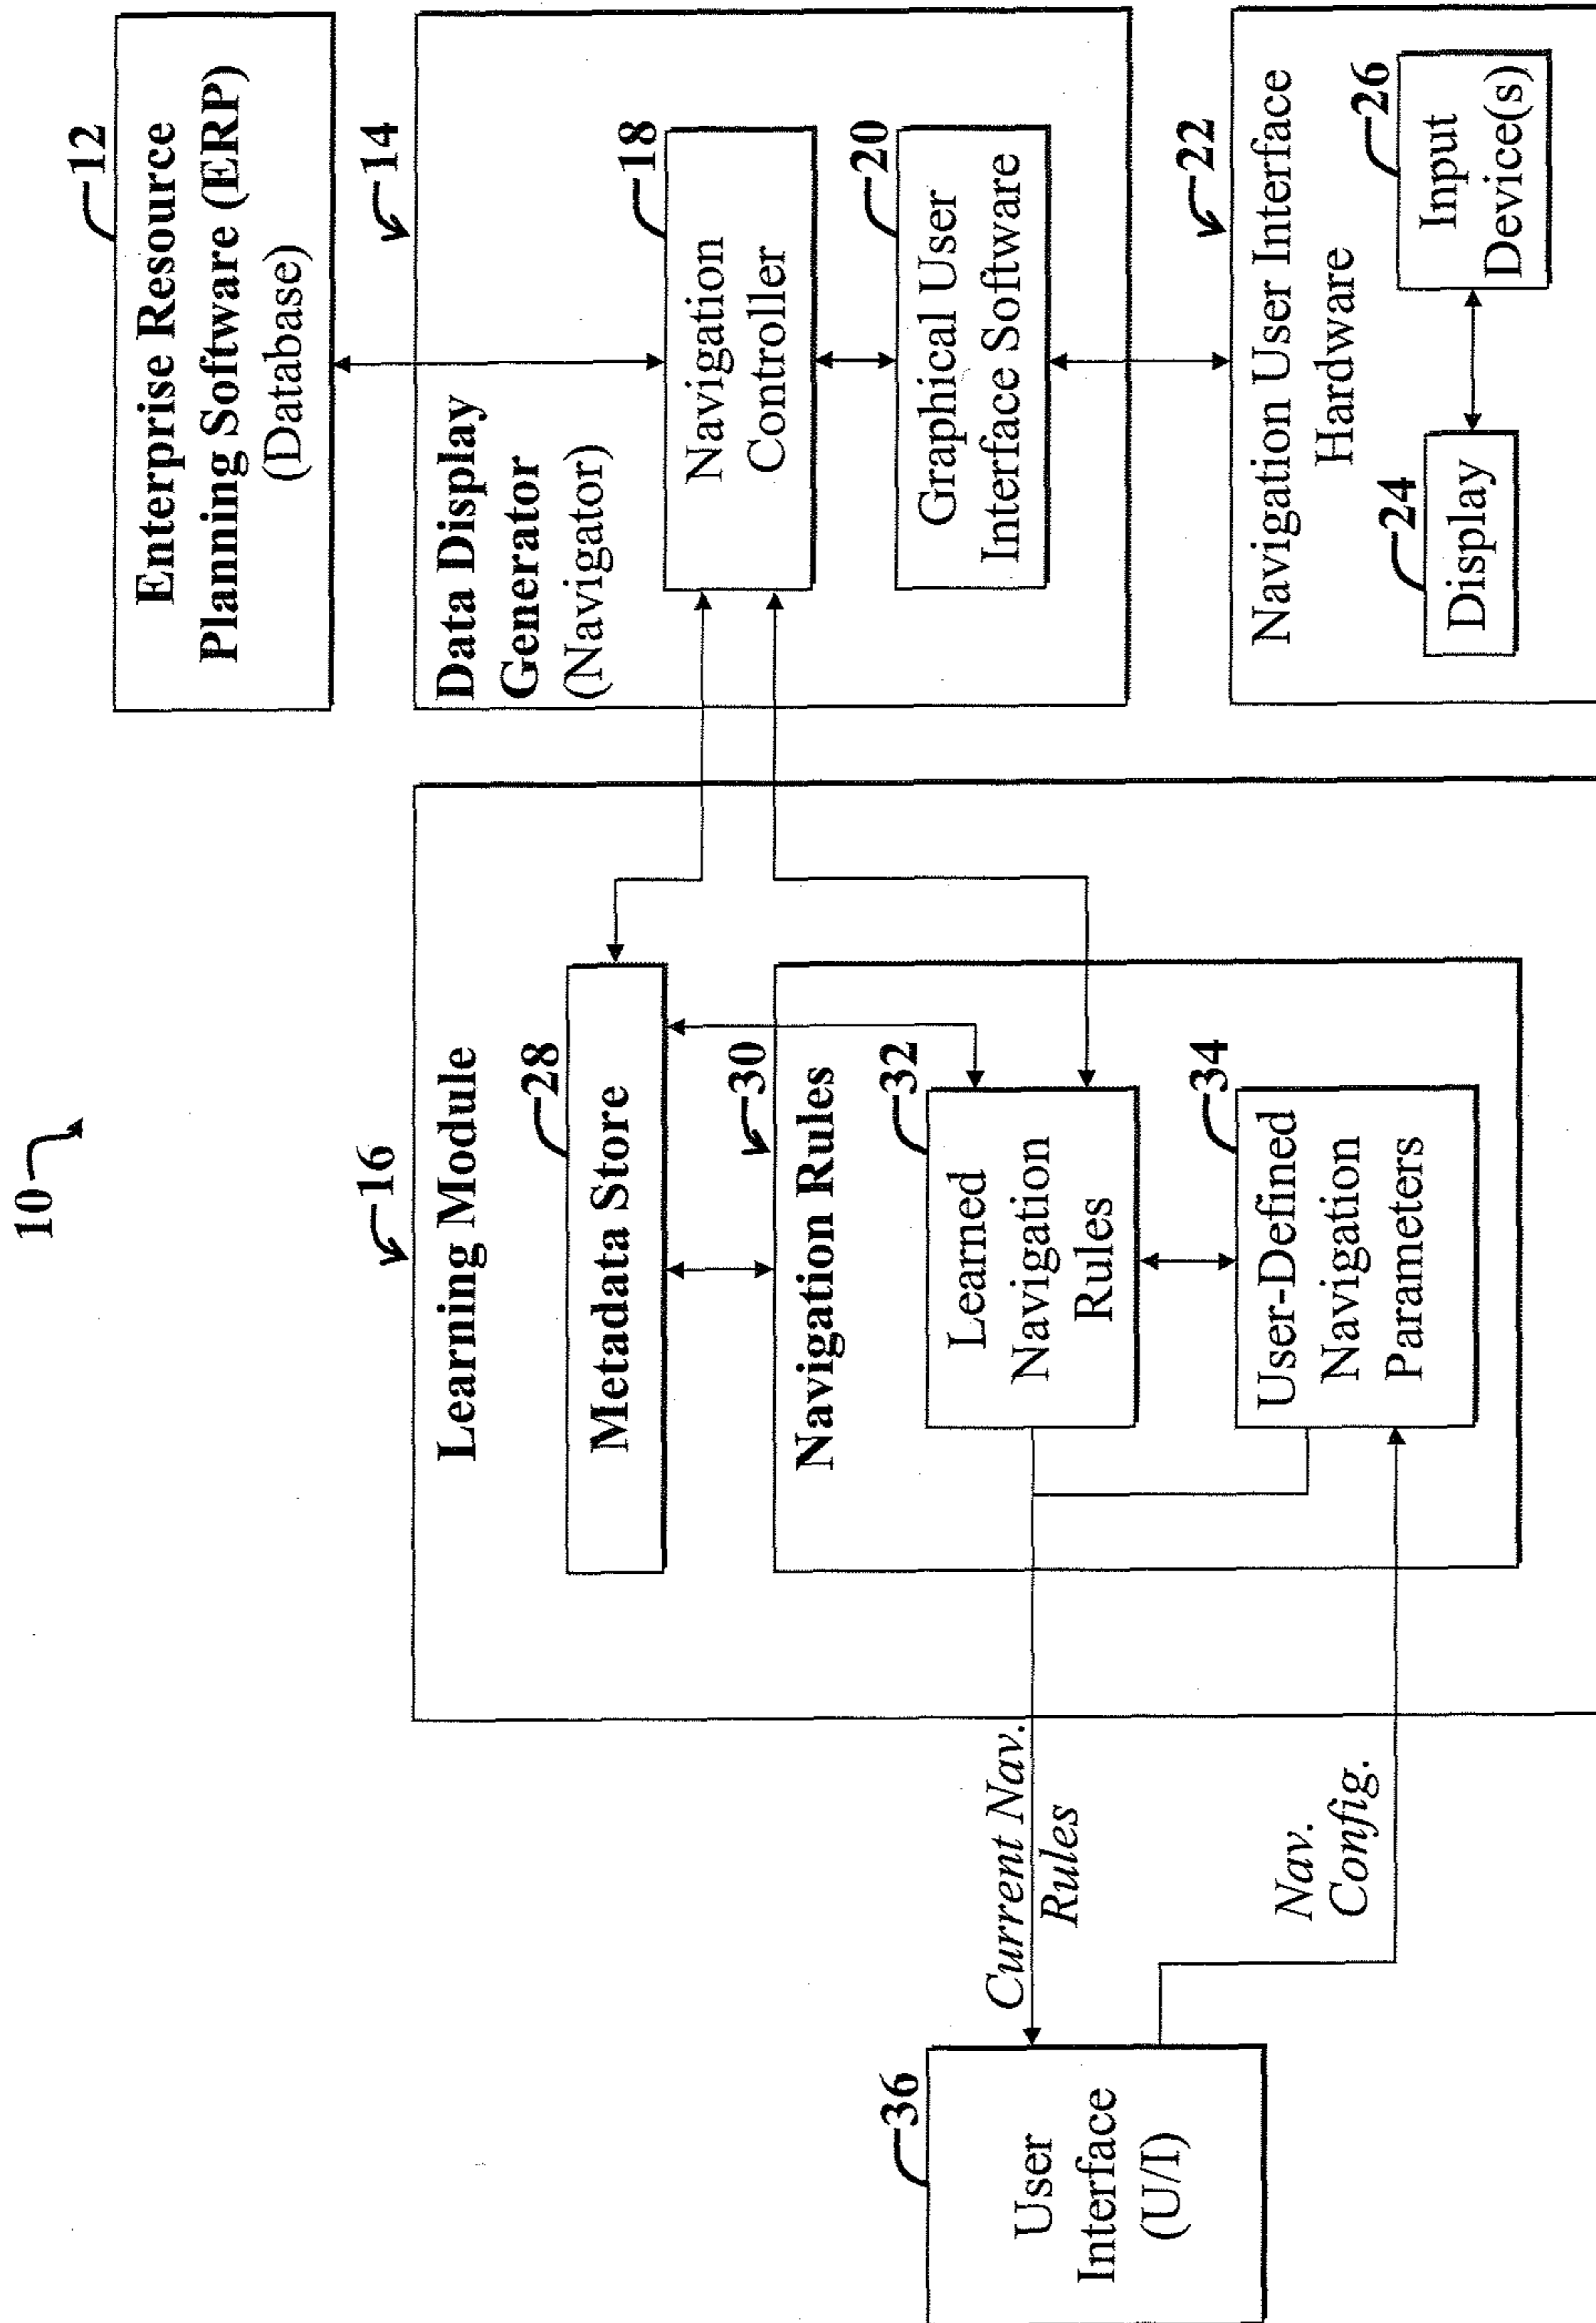 10
36
User
Interface
(U/I)
Current Nav.
Rules
Nav.
Config.
16
Learning Module
28
Metadata Store
30
Navigation Rules
32
Learned
Navigation
Rules
34
User-Defined
Navigation
Parameters
12
Enterprise Resource
Planning Software (ERP)
(Database)
14
Data Display
Generator
(Navigator)
18
Navigation
Controller
20
Graphical User
Interface Software
22
Navigation User Interface
Hardware
24
Display
26
Input
Device(s)